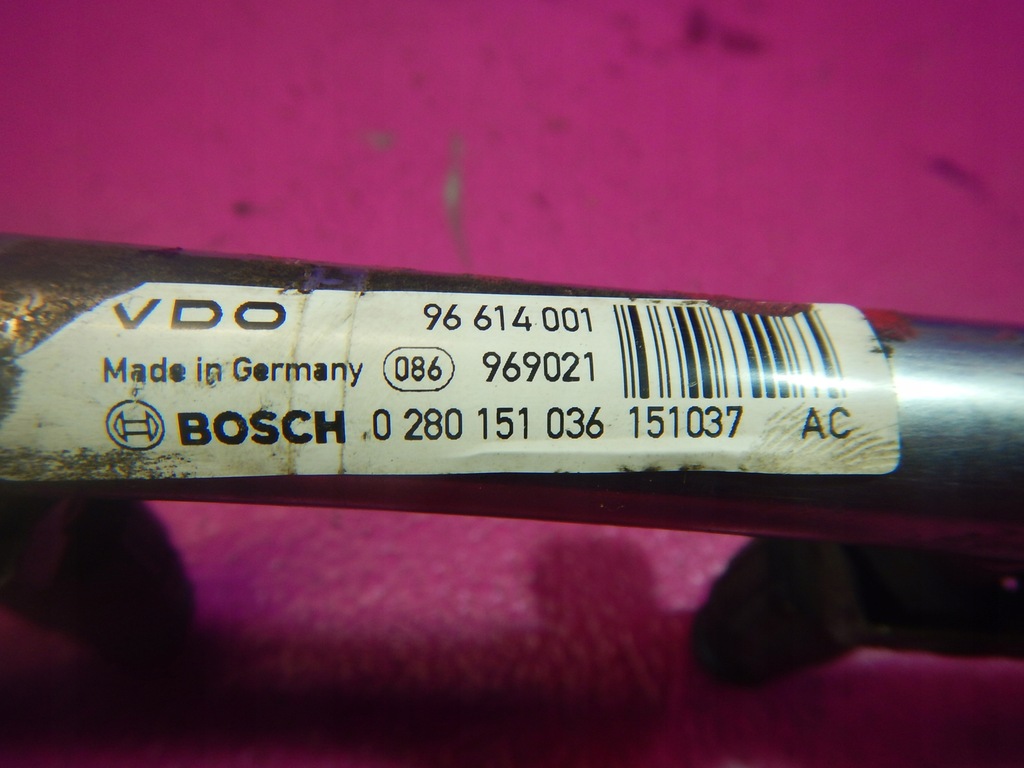 VDO 96 614 001
Made in Germany 086 969021
BOSCH 0 280 151 036 151037 AC